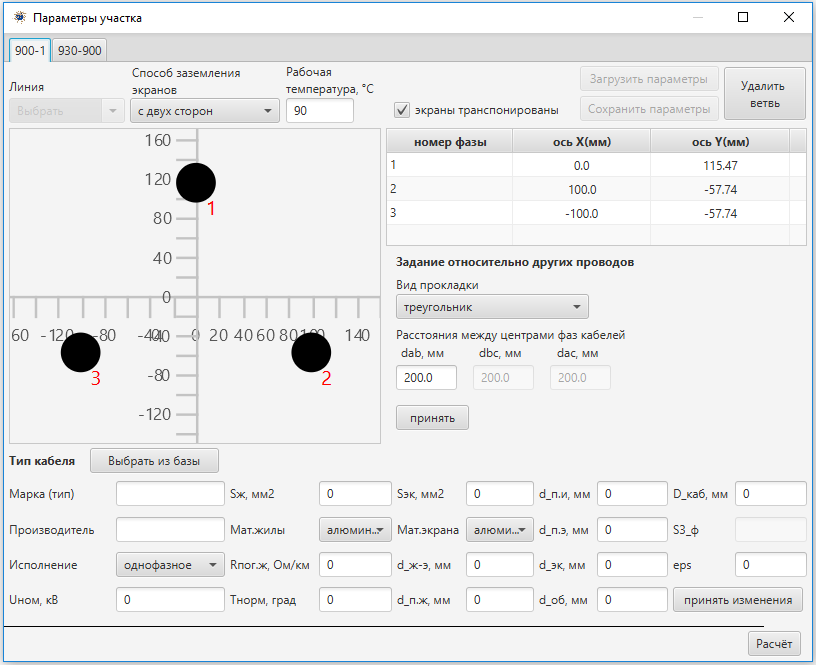 Параметры участка
900-1 930-900
Линия
Способ заземления экранов
Рабочая температура, °C
Загрузить параметры
Удалить ветвь
Выбрать
с двух сторон
90
экраны транспонированы
Сохранить параметры
160
120
80
40
0
60 -120 -80 -40 0 20 40 60 80 100 140
-40
-80
-120
1
2
3
номер фазы ось X(мм) ось Y(мм)
1 0.0 115.47
2 100.0 -57.74
3 -100.0 -57.74
Задание относительно других проводов
Вид прокладки
треугольник
Расстояния между центрами фаз кабелей
dab, мм dbc, мм dac, мм
200.0 200.0 200.0
принять
Тип кабеля Выбрать из базы
Марка (тип) Sж, мм2 0 Sэк, мм2 0 d_п.и, мм 0 D_каб, мм 0
Производитель Мат.жилы алюмин... Мат.экрана алюми... d_п.э, мм 0 S3_ф
Исполнение однофазное Rпог.ж, Ом/км 0 d_ж-э, мм 0 d_эк, мм 0 eps 0
Uном, кВ 0 Tнорм, град 0 d_п.ж, мм 0 d_об, мм 0 принять изменения
Расчёт